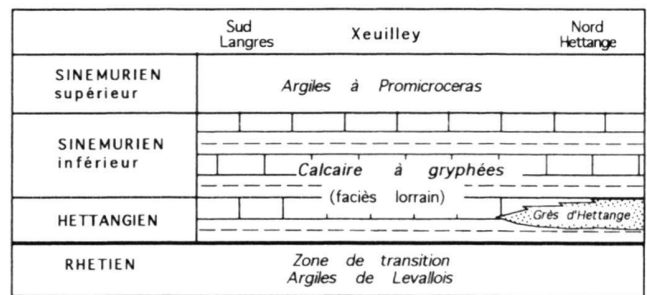 Sud
Langres
Xeuilley
Nord
Hettange
SINEMURIEN
supérieur
Argiles à Promicroceras
SINEMURIEN
inférieur
Calcaire à gryphées
(faciès lorrain)
HETTANGIEN
Grès d'Hettange
RHETIEN
Zone de transition
Argiles de Levallois